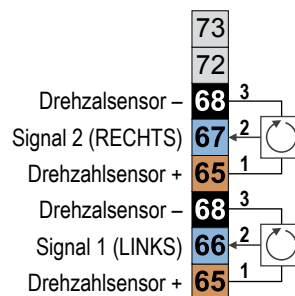 73
72
Drehzalsensor – 68 3
Signal 2 (RECHTS) 67 2
Drehzahlsensor + 65 1
Drehzalsensor – 68 3
Signal 1 (LINKS) 66 2
Drehzahlsensor + 65 1